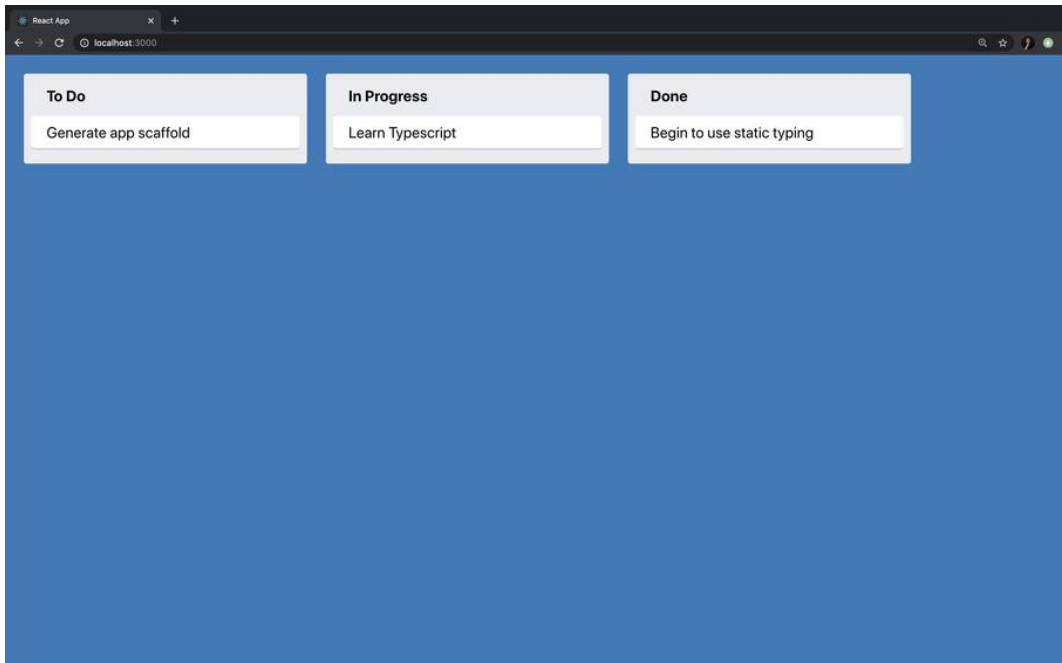 React App
localhost:3000
To Do
Generate app scaffold
In Progress
Learn Typescript
Done
Begin to use static typing